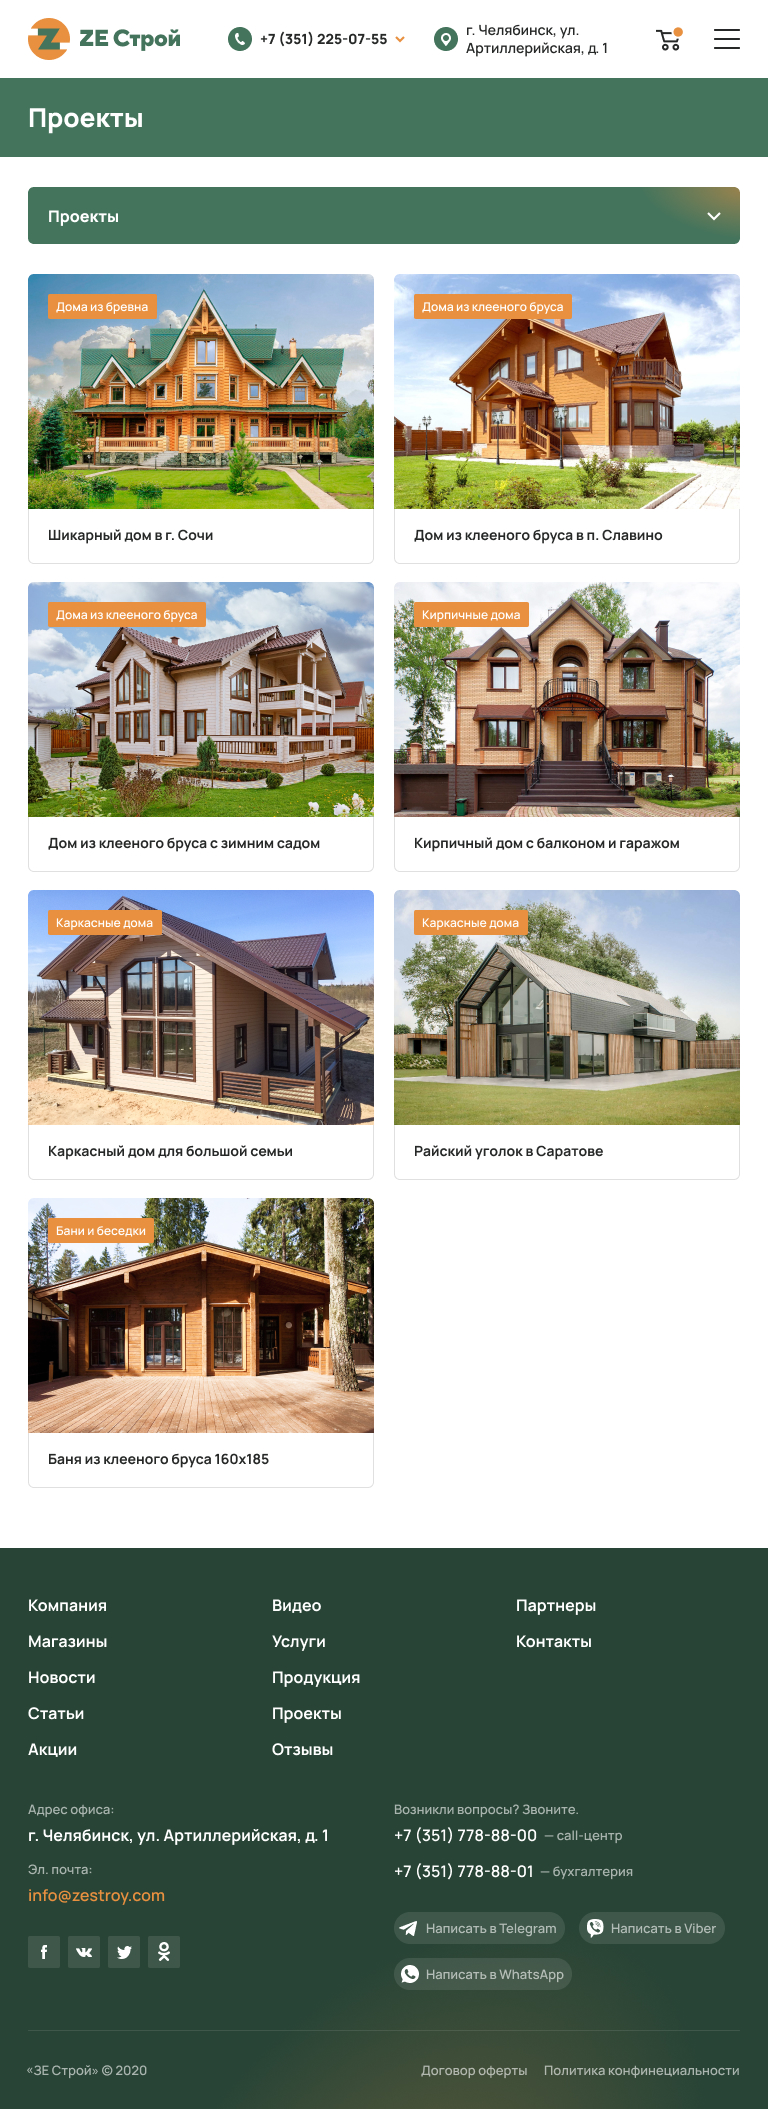 ZE Строй
+7 (351) 225-07-55
г. Челябинск, ул.
Артиллерийская, д. 1
Проекты
Проекты
Дома из бревна
Шикарный дом в г. Сочи
Дома из клееного бруса
Дом из клееного бруса в п. Славино
Дома из клееного бруса
Дом из клееного бруса с зимним садом
Кирпичные дома
Кирпичный дом с балконом и гаражом
Каркасные дома
Каркасный дом для большой семьи
Каркасные дома
Райский уголок в Саратове
Бани и беседки
Баня из клееного бруса 160х185
Компания
Магазины
Новости
Статьи
Акции
Видео
Услуги
Продукция
Проекты
Отзывы
Партнеры
Контакты
Адрес офиса:
г. Челябинск, ул. Артиллерийская, д. 1
Эл. почта:
info@zestroy.com
Возникли вопросы? Звоните.
+7 (351) 778-88-00 — call-центр
+7 (351) 778-88-01 — бухгалтерия
Написать в Telegram
Написать в Viber
Написать в WhatsApp
«ЗЕ Строй» © 2020
Договор оферты
Политика конфинециальности